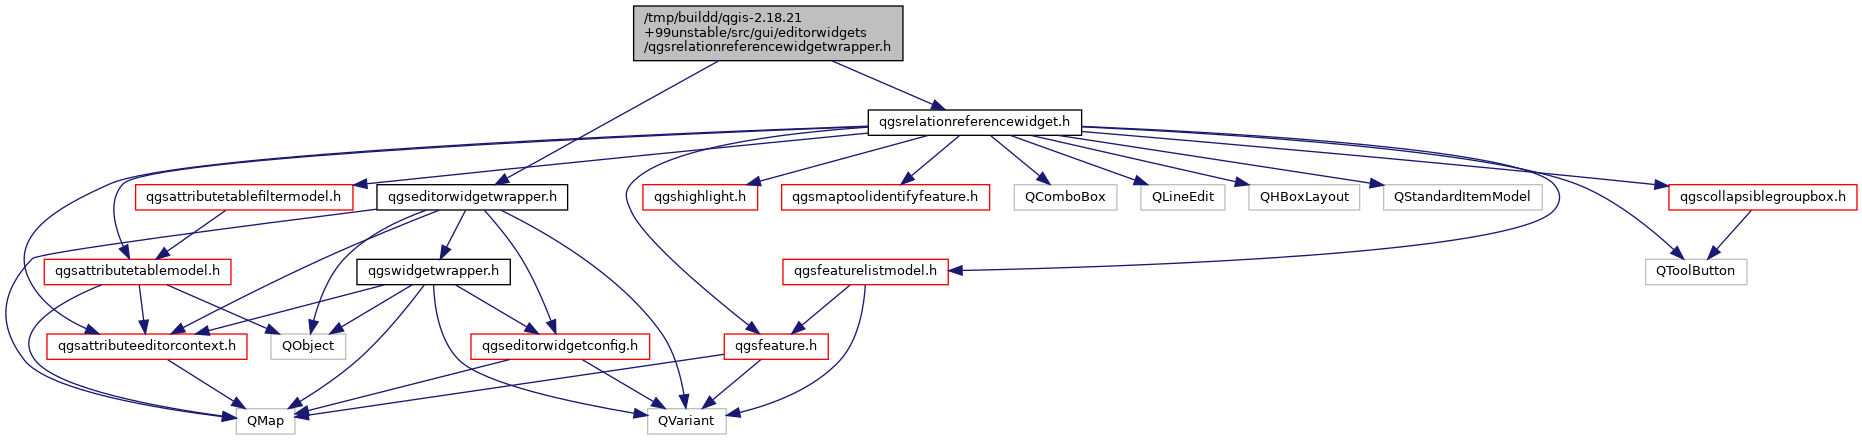 /tmp/buildd/qgis-2.18.21
+99unstable/src/gui/editorwidgets
/qgsrelationreferencewidgetwrapper.h
qgsrelationreferencewidget.h
qgsattributetablefiltermodel.h
qgseditorwidgetwrapper.h
qgshighlight.h
qgsmaptoolidentifyfeature.h
QComboBox
QLineEdit
QHBoxLayout
QStandardItemModel
qgscollapsiblegroupbox.h
qgsattributetablemodel.h
qgswidgetwrapper.h
qgsfeaturelistmodel.h
QToolButton
qgsattributeeditorcontext.h
QObject
qgseditorwidgetconfig.h
qgsfeature.h
QMap
QVariant